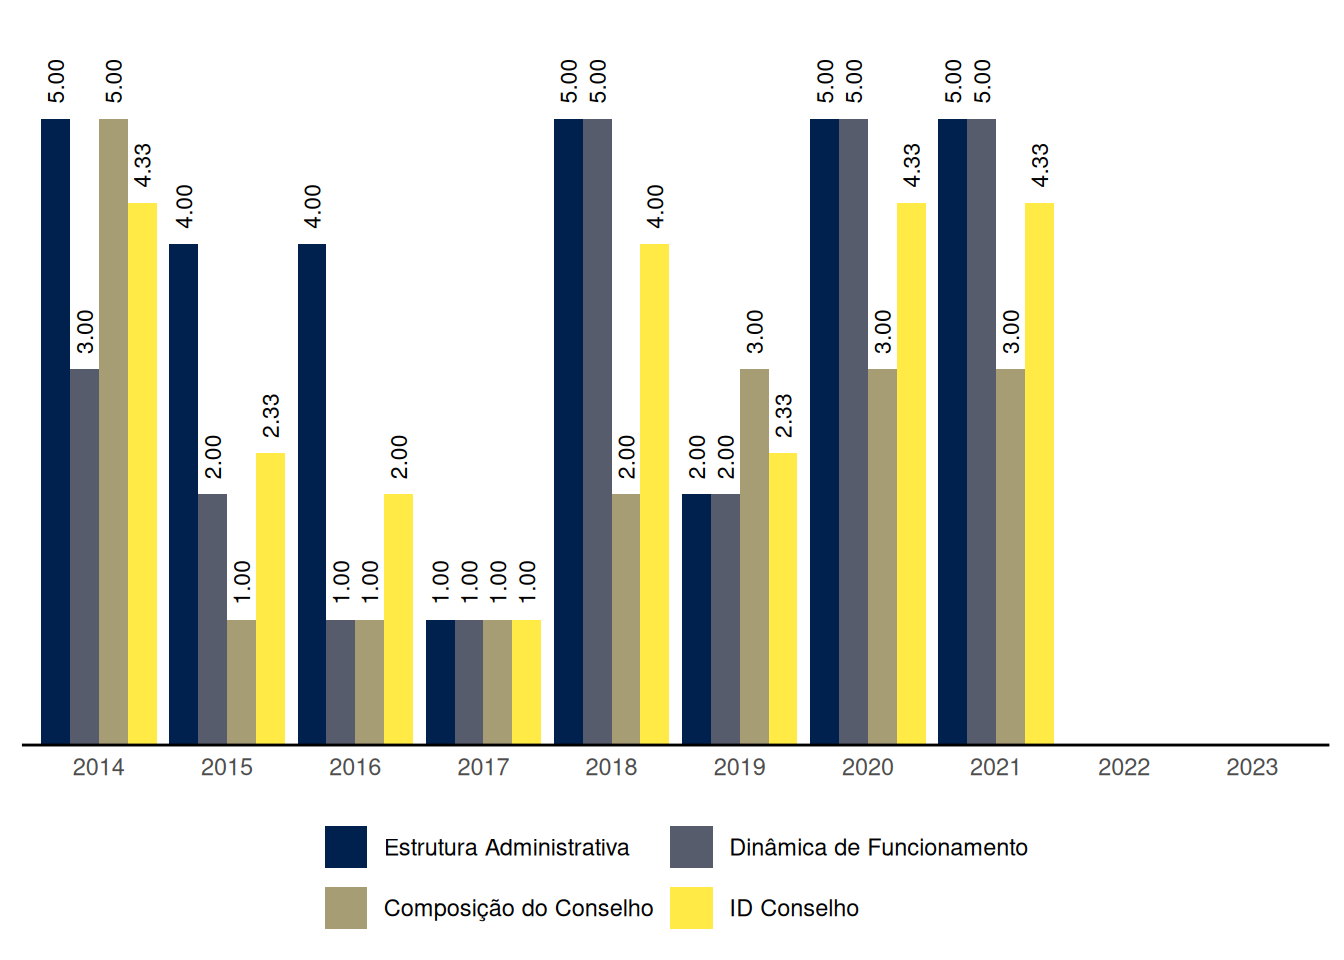 5.00 3.00 5.00 4.33 4.00 2.00 1.00 2.33 4.00 1.00 1.00 2.00 1.00 1.00 1.00 1.00 5.00 5.00 2.00 4.00 2.00 2.00 3.00 2.33 5.00 5.00 3.00 4.33 5.00 5.00 3.00 4.33
2014 2015 2016 2017 2018 2019 2020 2021 2022 2023
Estrutura Administrativa Dinâmica de Funcionamento
Composição do Conselho ID Conselho